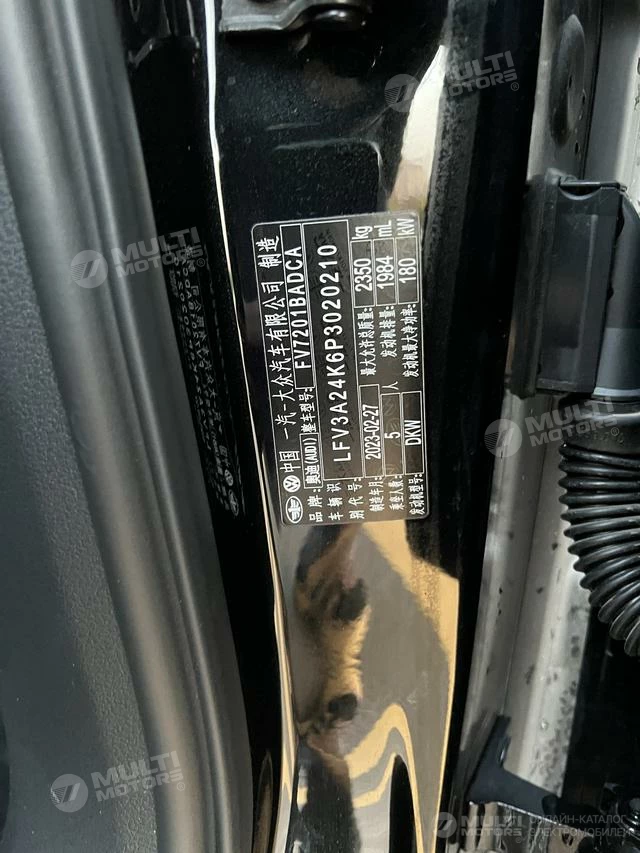 中国 一汽-大众汽车有限公司 制造
品牌: 奥迪(AUDI) 整车型号: FV7201BADCA
车辆识别代号: LFV3A24K6P3020210
制造年月: 2023-02-27 最大允许总质量: 2350 kg
乘坐人数: 5 人 发动机排量: 1984 mL
发动机型号: DKW 发动机最大净功率: 180 kW
MULTI MOTORS®
MULTI MOTORS®
MULTI MOTORS®
MULTI MOTORS®
MULTI MOTORS
ОНЛАЙН-КАТАЛОГ
ЭЛЕКТРОМОБИЛЕЙ